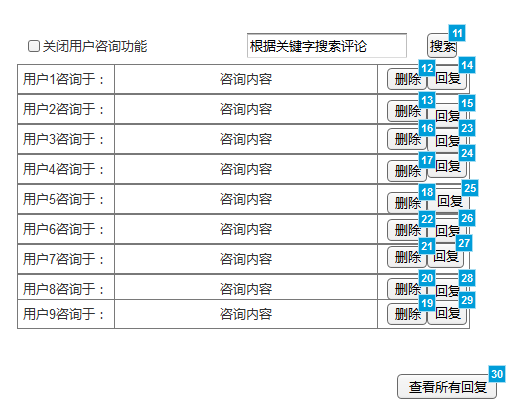 关闭用户咨询功能 根据关键字搜索评论 搜索 11
用户1咨询于： 咨询内容 删除 12 回复 14
用户2咨询于： 咨询内容 删除 13 回复 15
用户3咨询于： 咨询内容 删除 16 回复 23
用户4咨询于： 咨询内容 删除 17 回复 24
用户5咨询于： 咨询内容 删除 18 回复 25
用户6咨询于： 咨询内容 删除 22 回复 26
用户7咨询于： 咨询内容 删除 21 回复 27
用户8咨询于： 咨询内容 删除 20 回复 28
用户9咨询于： 咨询内容 删除 19 回复 29
查看所有回复 30